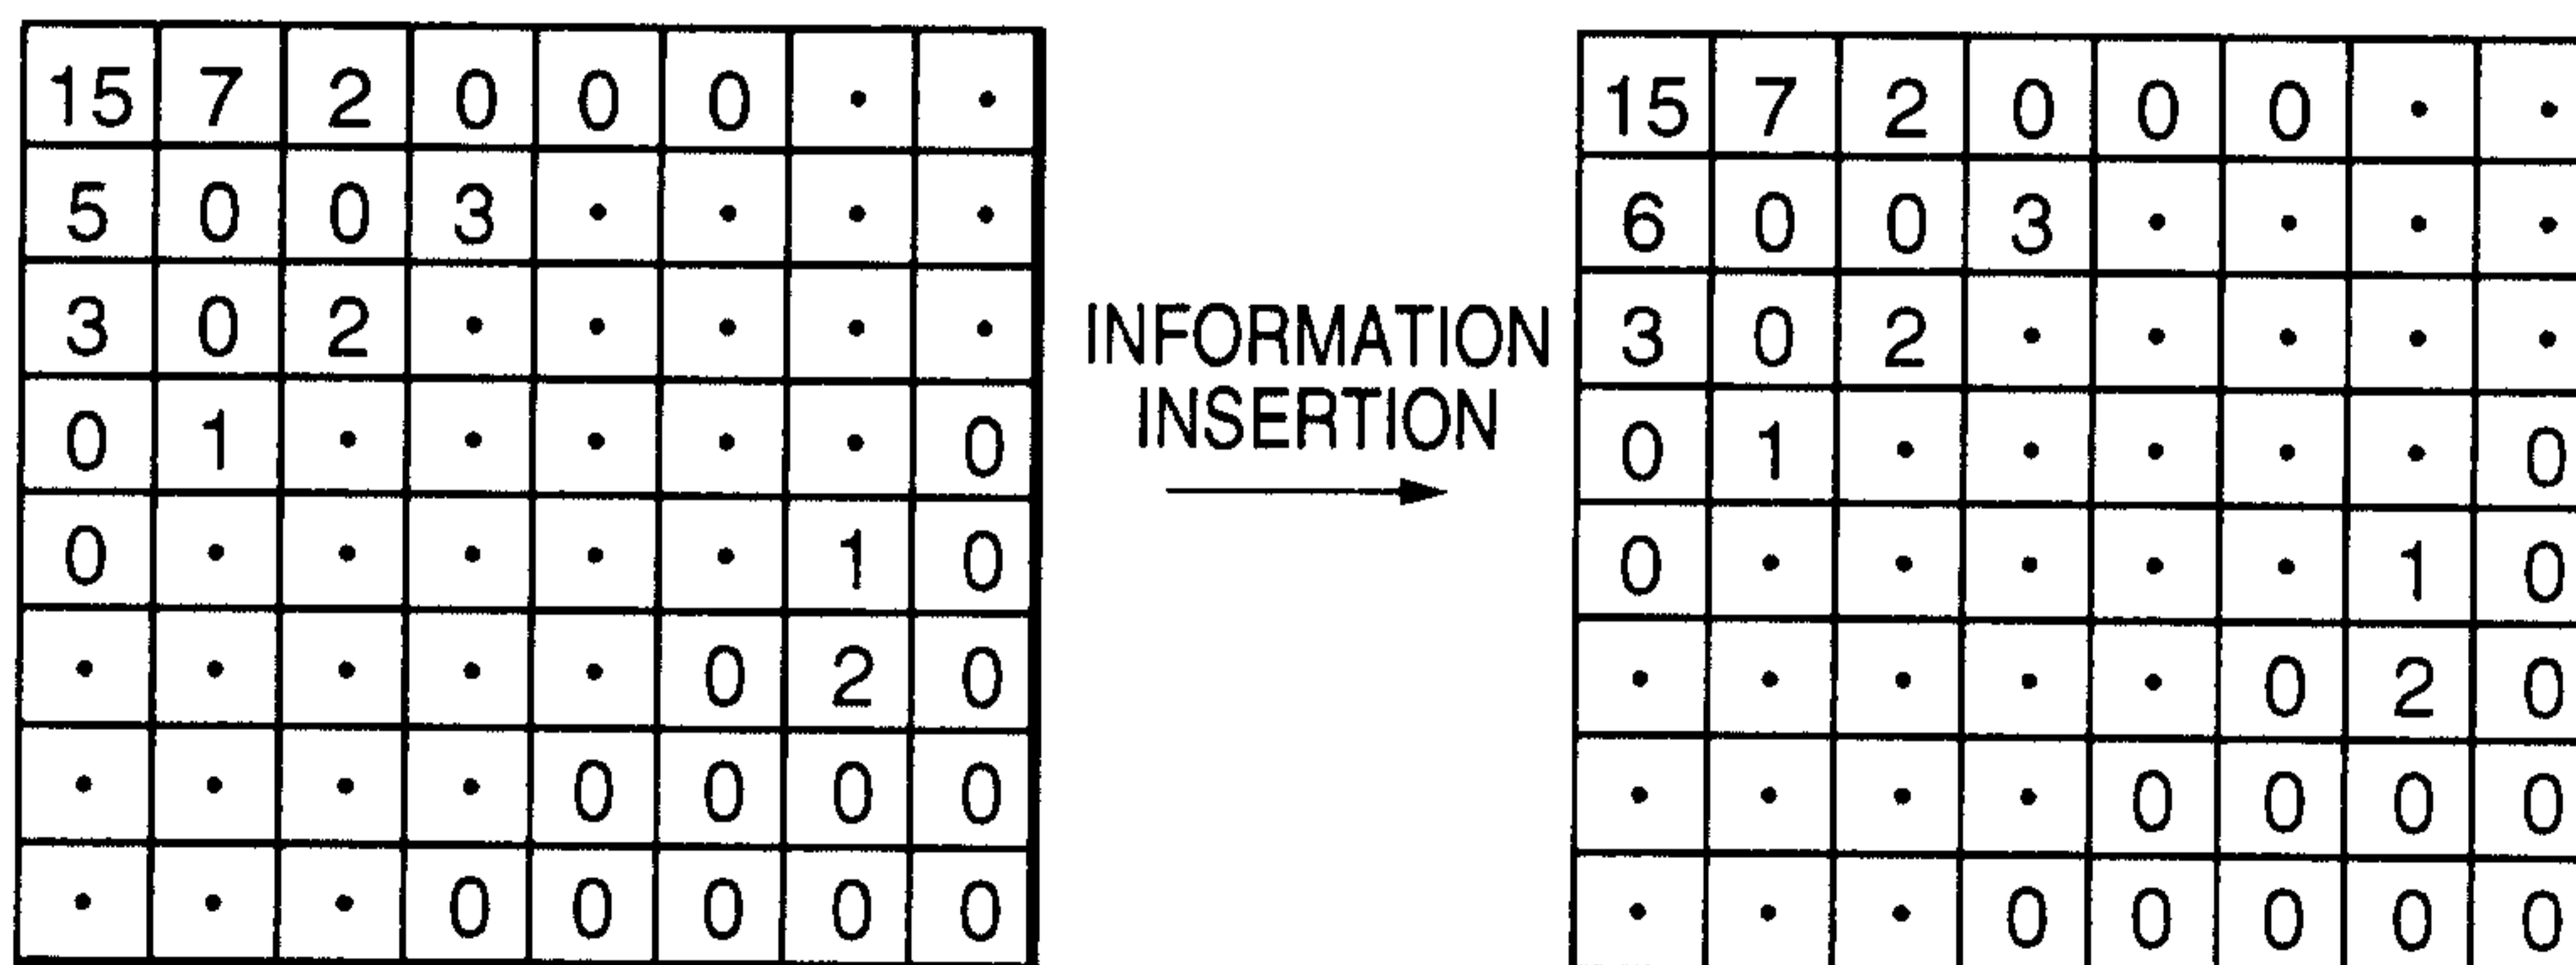 15 7 2 0 0 0 · ·
5 0 0 3 · · · ·
3 0 2 · · · · ·
0 1 · · · · · 0
0 · · · · · 1 0
· · · · · 0 2 0
· · · · 0 0 0 0
· · · 0 0 0 0 0
INFORMATION
INSERTION
15 7 2 0 0 0 · ·
6 0 0 3 · · · ·
3 0 2 · · · · ·
0 1 · · · · · 0
0 · · · · · 1 0
· · · · · 0 2 0
· · · · 0 0 0 0
· · · 0 0 0 0 0